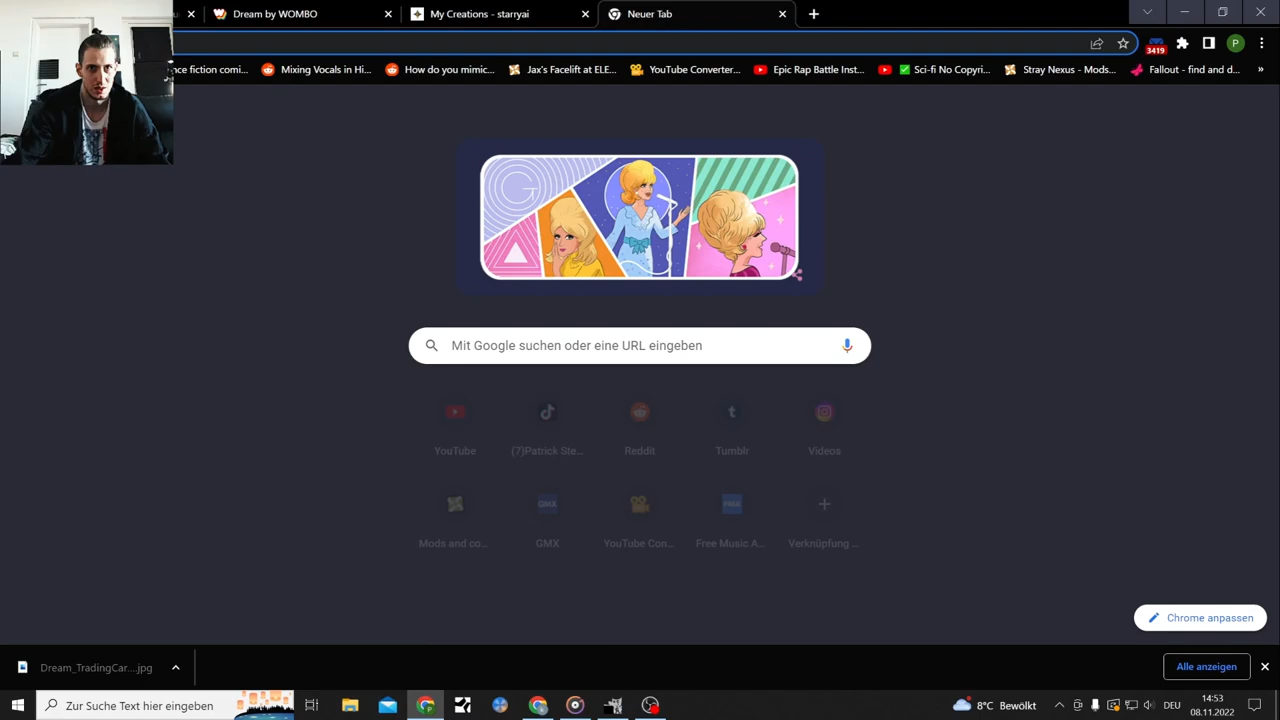 Dream by WOMBO
My Creations - starryai
Neuer Tab
3419
P
nce fiction comi...
Mixing Vocals in Hi...
How do you mimic...
Jax's Facelift at ELE...
YouTube Converter...
Epic Rap Battle Inst...
Sci-fi No Copyri...
Stray Nexus - Mods...
Fallout - find and d...
»
Mit Google suchen oder eine URL eingeben
YouTube
(7)Patrick Ste...
Reddit
Tumblr
Videos
GMX
Mods and co...
GMX
YouTube Con...
FMA
Free Music A...
Verknüpfung ...
Chrome anpassen
Dream_TradingCar....jpg
Alle anzeigen
Zur Suche Text hier eingeben
8°C Bewölkt
DEU
14:53
08.11.2022